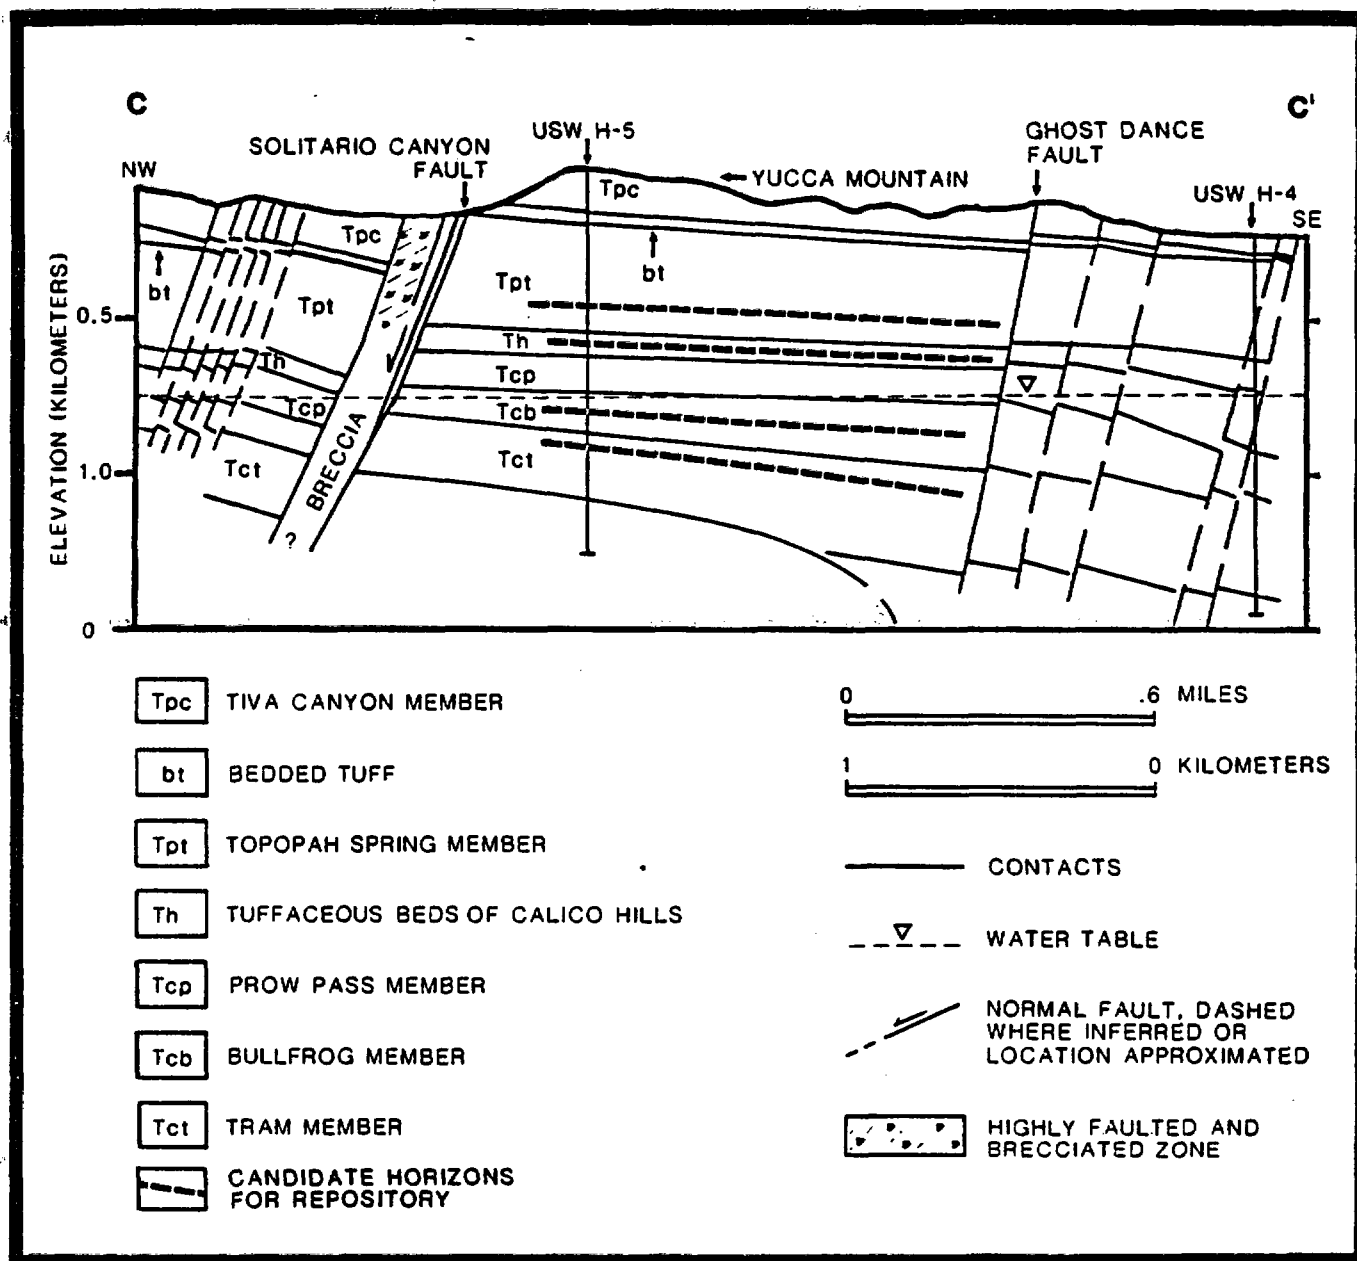 C
C'
NW
SOLITARIO CANYON
FAULT
USW H-5
YUCCA MOUNTAIN
GHOST DANCE
FAULT
USW H-4
SE
Tpc
Tpc
bt
bt
Tpt
Tpt
Th
Th
Tcp
Tcp
Tcb
Tct
Tct
BRECCIA
?
ELEVATION (KILOMETERS)
0.5
1.0
0
Tpc TIVA CANYON MEMBER
bt BEDDED TUFF
Tpt TOPOPAH SPRING MEMBER
Th TUFFACEOUS BEDS OF CALICO HILLS
Tcp PROW PASS MEMBER
Tcb BULLFROG MEMBER
Tct TRAM MEMBER
CANDIDATE HORIZONS
FOR REPOSITORY
0 .6 MILES
1 0 KILOMETERS
CONTACTS
WATER TABLE
NORMAL FAULT, DASHED
WHERE INFERRED OR
LOCATION APPROXIMATED
HIGHLY FAULTED AND
BRECCIATED ZONE